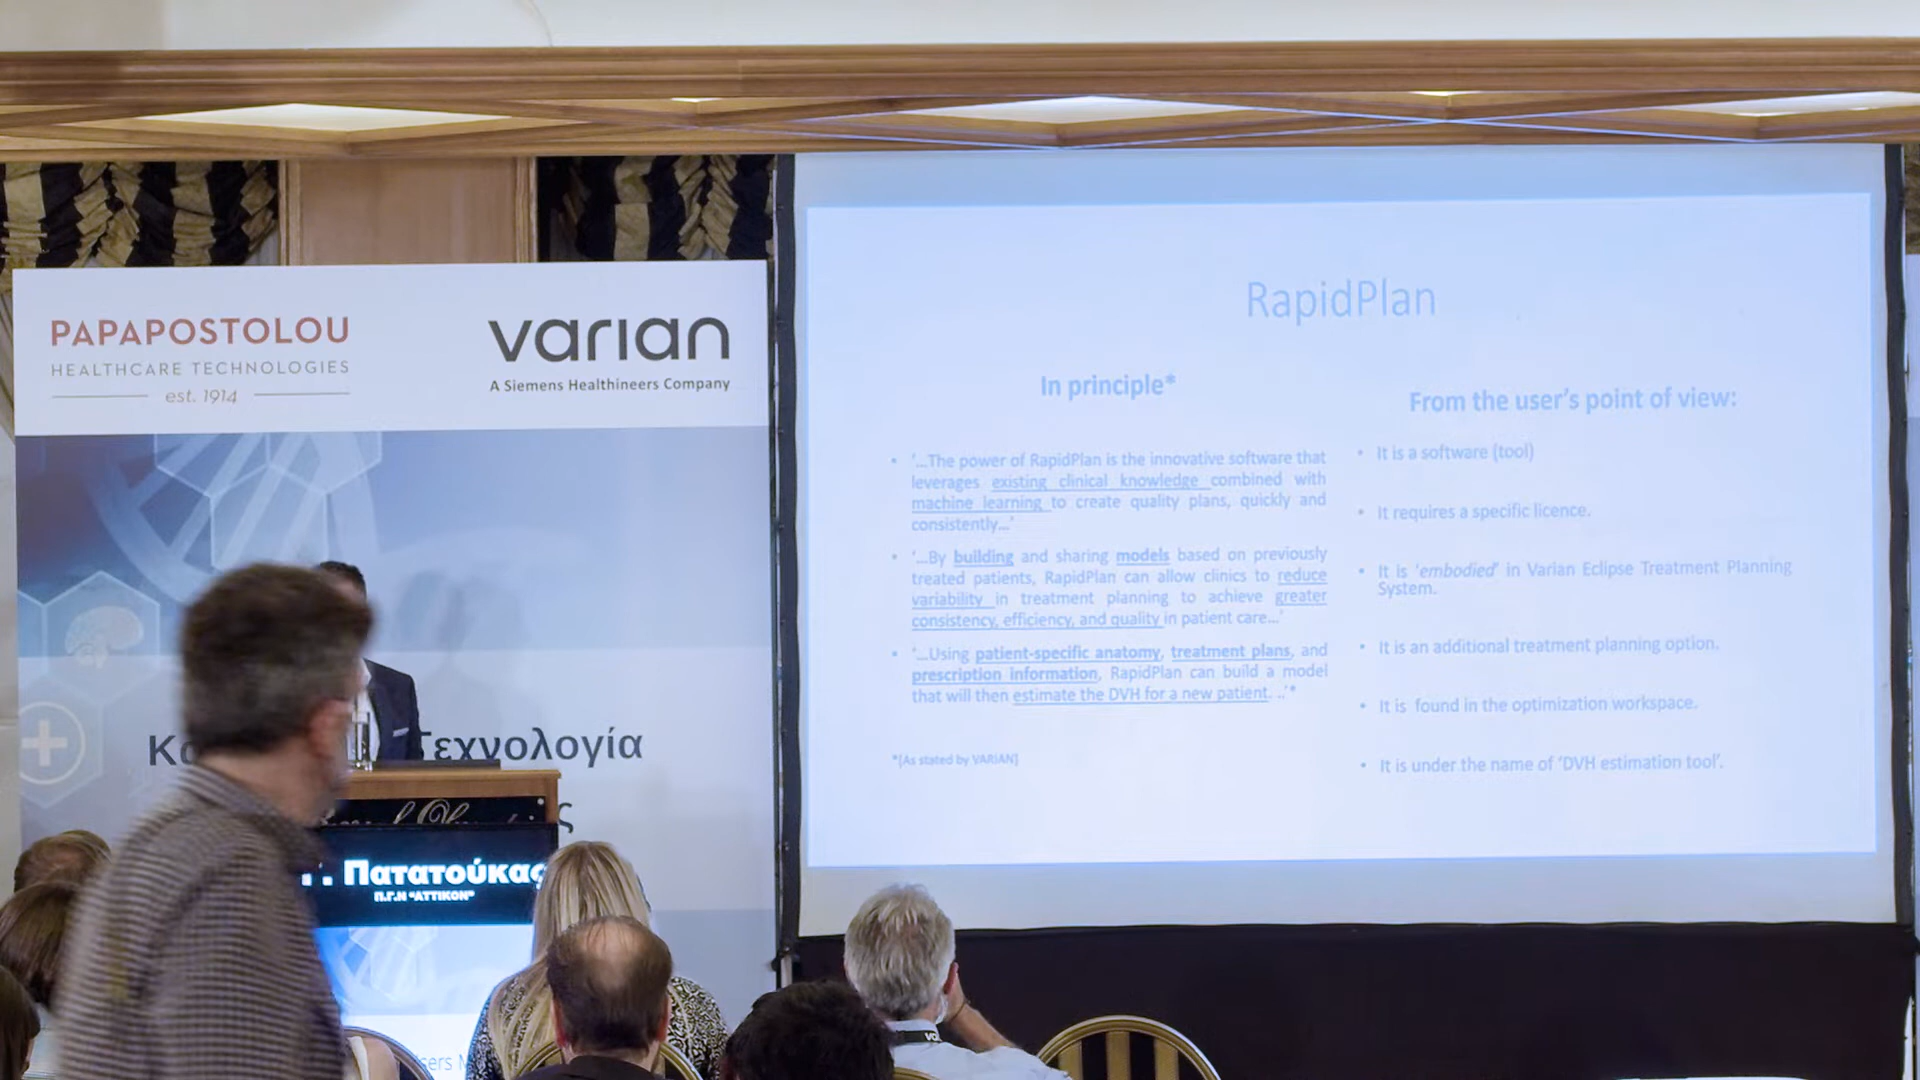 PAPAPOSTOLOU
HEALTHCARE TECHNOLOGIES
est. 1914
varian
A Siemens Healthineers Company
Τεχνολογία
ς
Πατατούκας
Π.Γ.Ν "ΑΤΤΙΚΟΝ"
RapidPlan
In principle*
• '...The power of RapidPlan is the innovative software that
leverages existing clinical knowledge combined with
machine learning to create quality plans, quickly and
consistently...'
• '...By building and sharing models based on previously
treated patients, RapidPlan can allow clinics to reduce
variability in treatment planning to achieve greater
consistency, efficiency, and quality in patient care...'
• '...Using patient-specific anatomy, treatment plans, and
prescription information, RapidPlan can build a model
that will then estimate the DVH for a new patient. ..'*
*[As stated by VARIAN]
From the user's point of view:
• It is a software (tool)
• It requires a specific licence.
• It is 'embodied' in Varian Eclipse Treatment Planning
System.
• It is an additional treatment planning option.
• It is found in the optimization workspace.
• It is under the name of 'DVH estimation tool'.